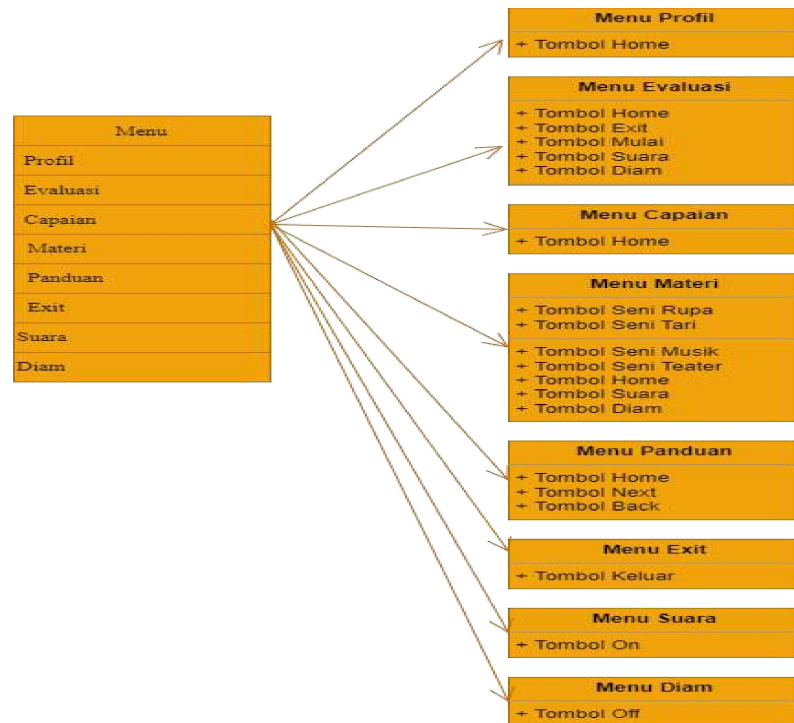 Menu
Profil
Evaluasi
Capaian
Materi
Panduan
Exit
Suara
Diam
Menu Profil
+ Tombol Home
Menu Evaluasi
+ Tombol Home
+ Tombol Exit
+ Tombol Mulai
+ Tombol Suara
+ Tombol Diam
Menu Capaian
+ Tombol Home
Menu Materi
+ Tombol Seni Rupa
+ Tombol Seni Tari
+ Tombol Seni Musik
+ Tombol Seni Teater
+ Tombol Home
+ Tombol Suara
+ Tombol Diam
Menu Panduan
+ Tombol Home
+ Tombol Next
+ Tombol Back
Menu Exit
+ Tombol Keluar
Menu Suara
+ Tombol On
Menu Diam
+ Tombol Off